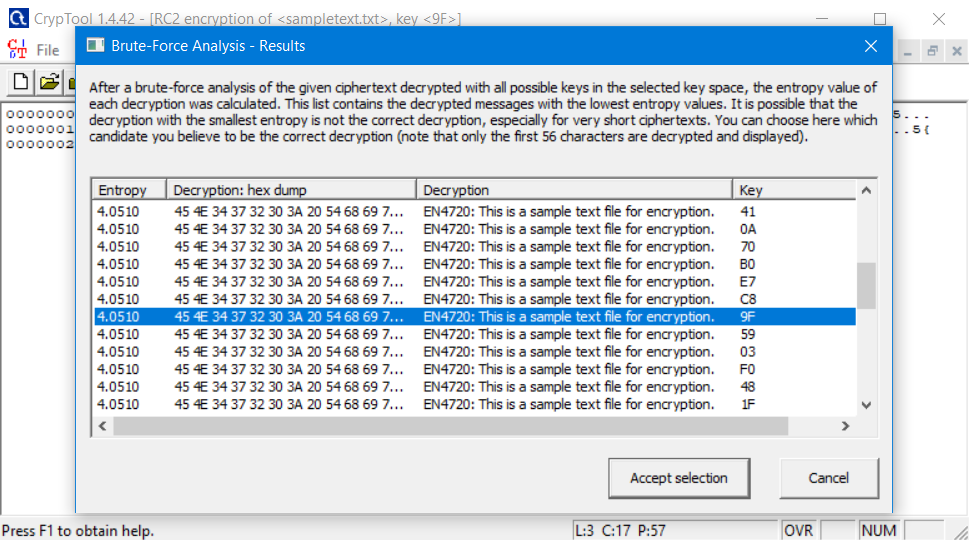 CrypTool 1.4.42 - [RC2 encryption of <sampletext.txt>, key <9F>]
File
Brute-Force Analysis - Results
After a brute-force analysis of the given ciphertext decrypted with all possible keys in the selected key space, the entropy value of
each decryption was calculated. This list contains the decrypted messages with the lowest entropy values. It is possible that the
decryption with the smallest entropy is not the correct decryption, especially for very short ciphertexts. You can choose here which
candidate you believe to be the correct decryption (note that only the first 56 characters are decrypted and displayed).
0000000 5...
0000001 ..5{
0000002
Entropy Decryption: hex dump Decryption Key
4.0510 45 4E 34 37 32 30 3A 20 54 68 69 7... EN4720: This is a sample text file for encryption. 41
4.0510 45 4E 34 37 32 30 3A 20 54 68 69 7... EN4720: This is a sample text file for encryption. 0A
4.0510 45 4E 34 37 32 30 3A 20 54 68 69 7... EN4720: This is a sample text file for encryption. 70
4.0510 45 4E 34 37 32 30 3A 20 54 68 69 7... EN4720: This is a sample text file for encryption. B0
4.0510 45 4E 34 37 32 30 3A 20 54 68 69 7... EN4720: This is a sample text file for encryption. E7
4.0510 45 4E 34 37 32 30 3A 20 54 68 69 7... EN4720: This is a sample text file for encryption. C8
4.0510 45 4E 34 37 32 30 3A 20 54 68 69 7... EN4720: This is a sample text file for encryption. 9F
4.0510 45 4E 34 37 32 30 3A 20 54 68 69 7... EN4720: This is a sample text file for encryption. 59
4.0510 45 4E 34 37 32 30 3A 20 54 68 69 7... EN4720: This is a sample text file for encryption. 03
4.0510 45 4E 34 37 32 30 3A 20 54 68 69 7... EN4720: This is a sample text file for encryption. F0
4.0510 45 4E 34 37 32 30 3A 20 54 68 69 7... EN4720: This is a sample text file for encryption. 48
4.0510 45 4E 34 37 32 30 3A 20 54 68 69 7... EN4720: This is a sample text file for encryption. 1F
Accept selection Cancel
Press F1 to obtain help. L:3 C:17 P:57 OVR NUM